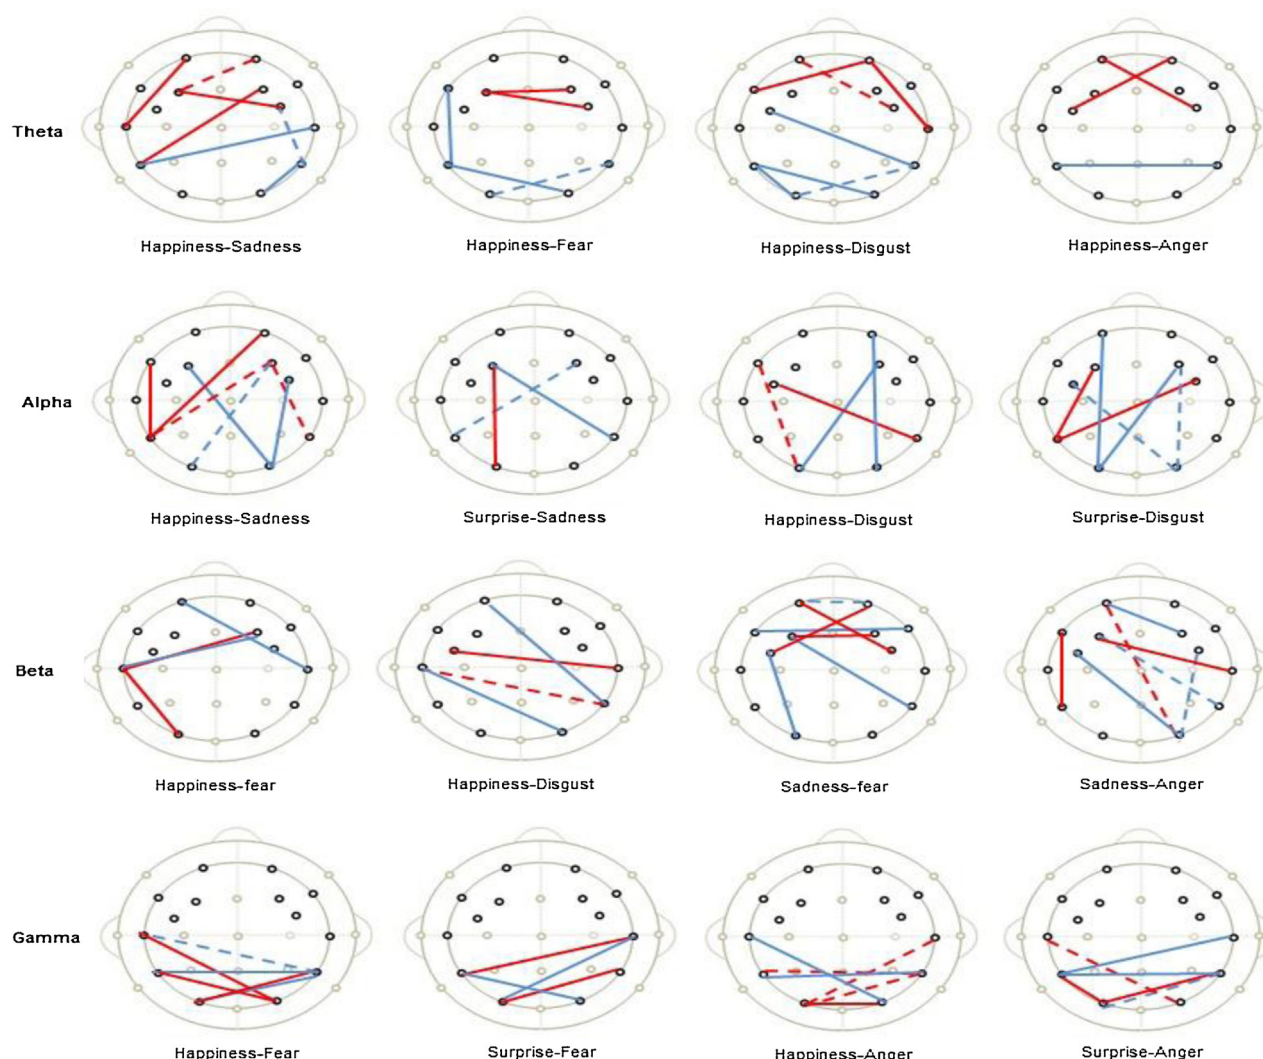 Theta
Happiness-Sadness
Happiness-Fear
Happiness-Disgust
Happiness-Anger
Alpha
Happiness-Sadness
Surprise-Sadness
Happiness-Disgust
Surprise-Disgust
Beta
Happiness-fear
Happiness-Disgust
Sadness-fear
Sadness-Anger
Gamma
Happiness-Fear
Surprise-Fear
Happiness-Anger
Surprise-Anger